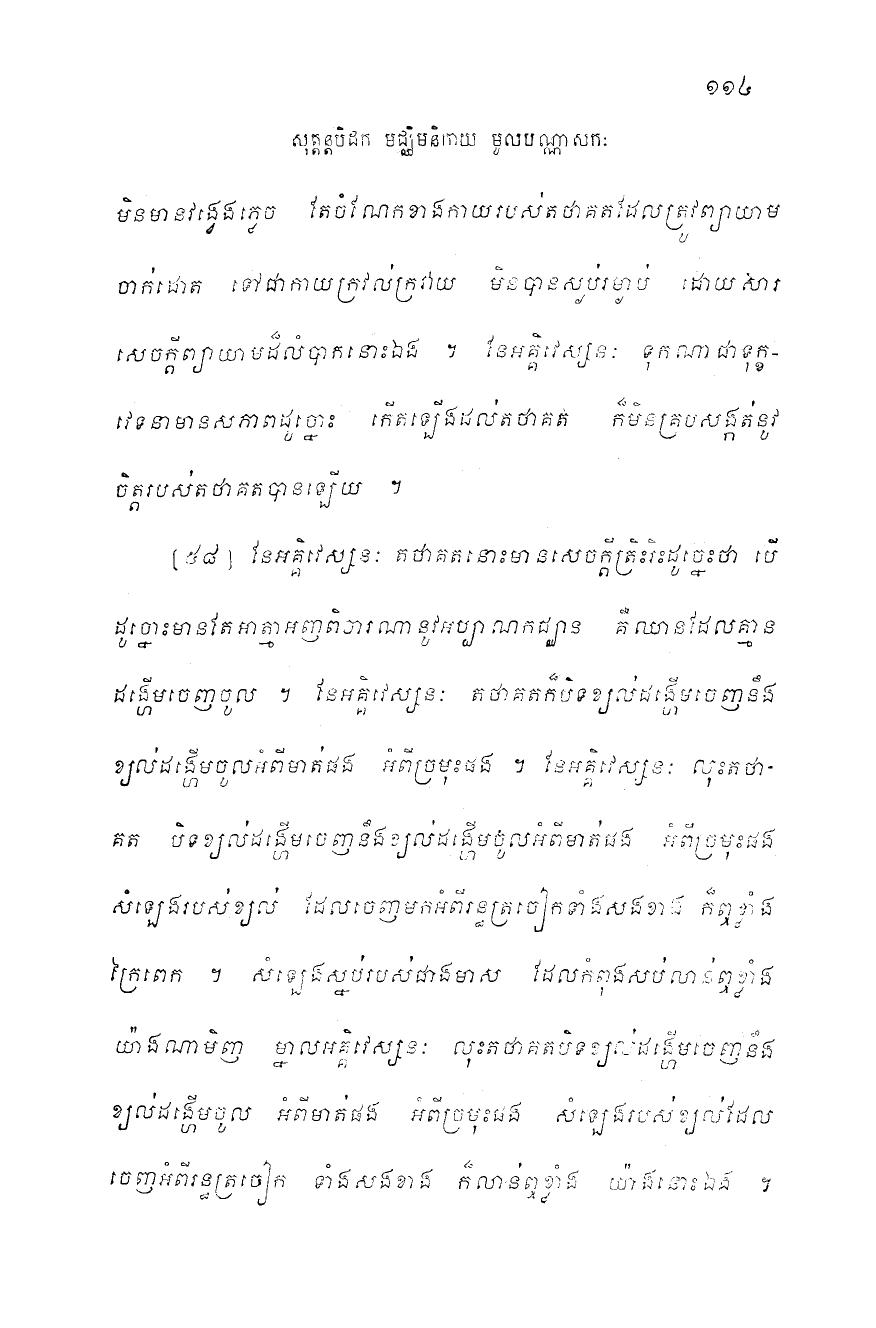 ១១៤
សុត្តន្តបិដក មជ្ឈិមនិកាយ មូលបណ្ណាសកៈ
មិនមានវង្វេងភ្លេច តែចំណែកខាងកាយរបស់តថាគតដែលត្រូវព្យាយាម
ចាក់ដោត ទៅជាកាយក្រវល់ក្រវាយ មិនបានស្ងប់រម្ងាប់ ដោយសារ
សេចក្តីព្យាយាមដ៏លំបាកនោះឯង ។ នែអគ្គិវេស្សនៈ ទុកណាជាទុក្ខ-
វេទនាមានសភាពដូច្នោះ កើតឡើងដល់តថាគត ក៏មិនគ្របសង្កត់នូវ
ចិត្តរបស់តថាគតបានឡើយ ។
[៥៨] នែអគ្គិវេស្សនៈ តថាគតនោះមានសេចក្តីត្រិះរិះដូច្នេះថា បើ
ដូច្នោះមានតែអាត្មាអញពិចារណានូវអប្បាណកជ្ឈាន គឺឈានដែលគ្មាន
ដង្ហើមចេញចូល ។ នែអគ្គិវេស្សនៈ តថាគតក៏បិទខ្យល់ដង្ហើមចេញនឹង
ខ្យល់ដង្ហើមចូលអំពីមាត់ផង អំពីច្រមុះផង ។ នែអគ្គិវេស្សនៈ លុះតថា-
គត បិទខ្យល់ដង្ហើមចេញនឹងខ្យល់ដង្ហើមចូលអំពីមាត់ផង អំពីច្រមុះផង
សំឡេងរបស់ខ្យល់ ដែលចេញមកអំពីរន្ធត្រចៀកទាំងសងខាង ក៏ឮខ្លាំង
ក្រៃពេក ។ សំឡេងស្នប់របស់ជាងមាស ដែលកំពុងសប់លាន់ឮខ្លាំង
យ៉ាងណាមិញ ម្នាលអគ្គិវេស្សនៈ លុះតថាគតបិទខ្យល់ដង្ហើមចេញនឹង
ខ្យល់ដង្ហើមចូល អំពីមាត់ផង អំពីច្រមុះផង សំឡេងរបស់ខ្យល់ដែល
ចេញអំពីរន្ធត្រចៀក ទាំងសងខាង ក៏លាន់ឮខ្លាំង យ៉ាងនោះឯង ។